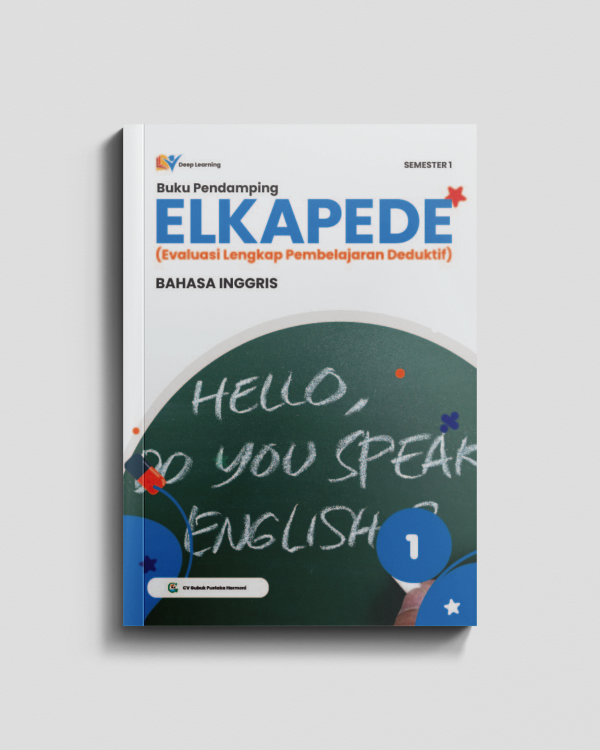 Deep Learning
SEMESTER 1
Buku Pendamping
ELKAPEDE
(Evaluasi Lengkap Pembelajaran Deduktif)
BAHASA INGGRIS
HELLO,
DO YOU SPEAK
ENGLISH ?
1
CV Bubuk Pustaka Harmoni